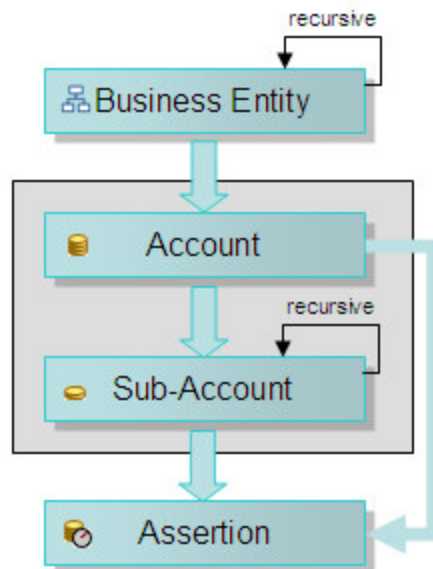 recursive
Business Entity
Account
recursive
Sub-Account
Assertion